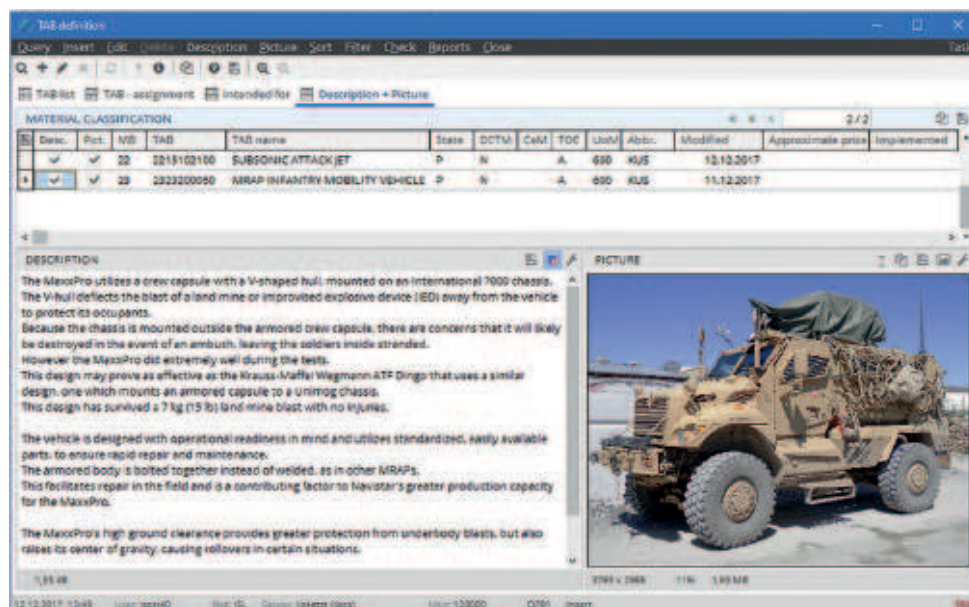 TAB definition
Query Insert Edit Delete Description Picture Sort Filter Check Reports Close Task
TAB list TAB - assignment Intended for Description + Picture
MATERIAL CLASSIFICATION 2/2
Desc. Pict. MB TAB TAB name State DCTM CeM TOC UoM Abbr. Modified Approximate price Implemented
22 2215102100 SUBSONIC ATTACK JET P N A 600 KUS 12.12.2017
23 2323200050 MRAP INFANTRY MOBILITY VEHICLE P N A 600 KUS 11.12.2017
DESCRIPTION PICTURE
The MaxxPro utilizes a crew capsule with a V-shaped hull, mounted on an International 7000 chassis.
The V-hull deflects the blast of a land mine or improvised explosive device (IED) away from the vehicle
to protect its occupants.
Because the chassis is mounted outside the armored crew capsule, there are concerns that it will likely
be destroyed in the event of an ambush, leaving the soldiers inside stranded.
However the MaxxPro did extremely well during the tests.
This design may prove as effective as the Krauss-Maffei Wegmann ATF Dingo that uses a similar
design, one which mounts an armored capsule to a Unimog chassis.
This design has survived a 7 kg (15 lb) land mine blast with no injuries.
The vehicle is designed with operational readiness in mind and utilizes standardized, easily available
parts, to ensure rapid repair and maintenance.
The armored body is bolted together instead of welded, as in other MRAPs.
This facilitates repair in the field and is a contributing factor to Navistar's greater production capacity
for the MaxxPro.
The MaxxPro's high ground clearance provides greater protection from underbody blasts, but also
raises its center of gravity, causing rollovers in certain situations.
11% 1,93 MB
12.12.2017 Insert